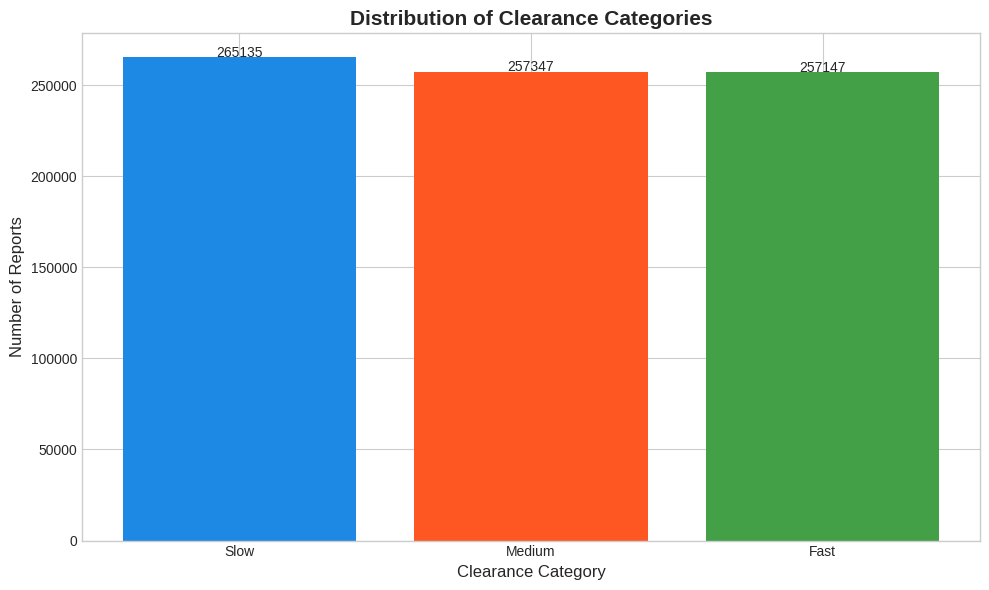 Distribution of Clearance Categories
265135
257347
257147
250000
200000
150000
100000
50000
0
Number of Reports
Slow
Medium
Fast
Clearance Category